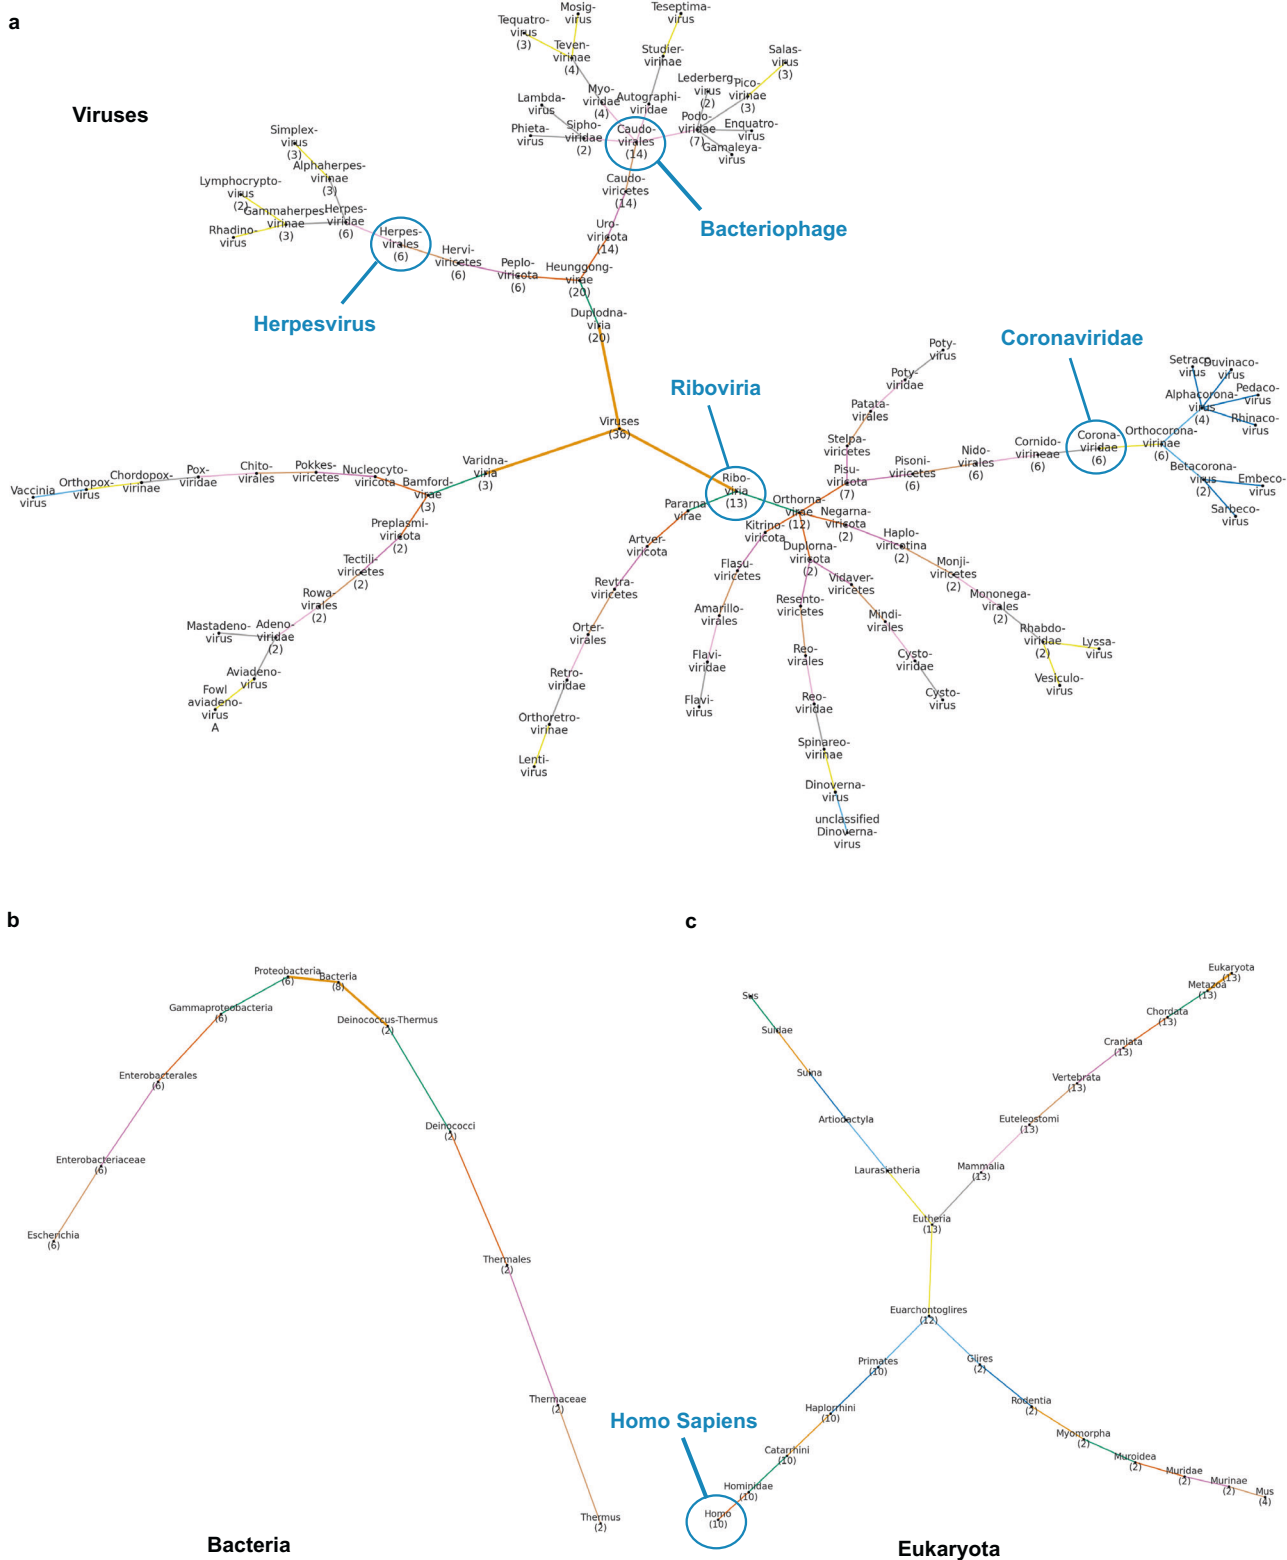 a
Viruses
Mosig-
virus
Tequatro-
virus
(3)
Teven-
virinae
(4)
Teseptima-
virus
Studier-
virinae
Salas-
virus
(3)
Pico-
virinae
(3)
Lederberg-
virus
(2)
Myo-
viridae
(4)
Autographi-
viridae
Lambda-
virus
Phieta-
virus
Sipho-
viridae
(2)
Caudo-
virales
(14)
Podo-
viridae
(7)
Enquatro-
virus
Gamaleya-
virus
Bacteriophage
Caudo-
viricetes
(14)
Uro-
viricota
(14)
Simplex-
virus
(3)
Alphaherpes-
virinae
(3)
Lymphocrypto-
virus
(2)
Gammaherpes-
virinae
(3)
Rhadino-
virus
Herpes-
viridae
(6)
Herpes-
virales
(6)
Herpesvirus
Hervi-
viricetes
(6)
Peplo-
viricota
(6)
Heunggong-
virae
(20)
Duplodna-
viria
(20)
Viruses
(36)
Varidna-
viria
(3)
Bamford-
virae
(3)
Nucleocyto-
viricota
Pokkes-
viricetes
Chito-
virales
Pox-
viridae
Chordopox-
virinae
Orthopox-
virus
Vaccinia
virus
Preplasmi-
viricota
(2)
Tectili-
viricetes
(2)
Rowa-
virales
(2)
Adeno-
viridae
(2)
Mastadeno-
virus
Aviadeno-
virus
Fowl
aviadeno-
virus
A
Riboviria
Ribo-
viria
(13)
Pararna-
virae
Artver-
viricota
Revtra-
viricetes
Orter-
virales
Retro-
viridae
Orthoretro-
virinae
Lenti-
virus
Orthorna-
virae
(12)
Kitrino-
viricota
Flasu-
viricetes
Amarillo-
virales
Flavi-
viridae
Flavi-
virus
Duplorna-
viricota
(2)
Resento-
viricetes
Reo-
virales
Reo-
viridae
Spinareo-
virinae
Dinoverna-
virus
unclassified
Dinoverna-
virus
Vidaver-
viricetes
Mindi-
virales
Cysto-
viridae
Cysto-
virus
Negarna-
viricota
(2)
Haplo-
viricotina
(2)
Monji-
viricetes
(2)
Mononega-
virales
(2)
Rhabdo-
viridae
(2)
Lyssa-
virus
Vesiculo-
virus
Pisu-
viricota
(7)
Stelpa-
viricetes
Patata-
virales
Poty-
viridae
Poty-
virus
Pisoni-
viricetes
(6)
Nido-
virales
(6)
Cornido-
virineae
(6)
Coronaviridae
Corona-
viridae
(6)
Orthocorona-
virinae
(6)
Alphacorona-
virus
(4)
Setraco-
virus
Duvinaco-
virus
Pedaco-
virus
Rhinaco-
virus
Betacorona-
virus
(2)
Embeco-
virus
Sarbeco-
virus
b
Proteobacteria
(6)
Bacteria
(8)
Gammaproteobacteria
(6)
Deinococcus-Thermus
(2)
Enterobacterales
(6)
Deinococci
(2)
Enterobacteriaceae
(6)
Escherichia
(6)
Thermales
(2)
Thermaceae
(2)
Thermus
(2)
Bacteria
c
Eukaryota
(13)
Metazoa
(13)
Chordata
(13)
Craniata
(13)
Vertebrata
(13)
Euteleostomi
(13)
Mammalia
(13)
Sus
Suidae
Suina
Artiodactyla
Laurasiatheria
Eutheria
(13)
Euarchontoglires
(12)
Primates
(10)
Haplorrhini
(10)
Catarrhini
(10)
Hominidae
(10)
Homo
(10)
Homo Sapiens
Glires
(2)
Rodentia
(2)
Myomorpha
(2)
Muroidea
(2)
Muridae
(2)
Murinae
(2)
Mus
(4)
Eukaryota